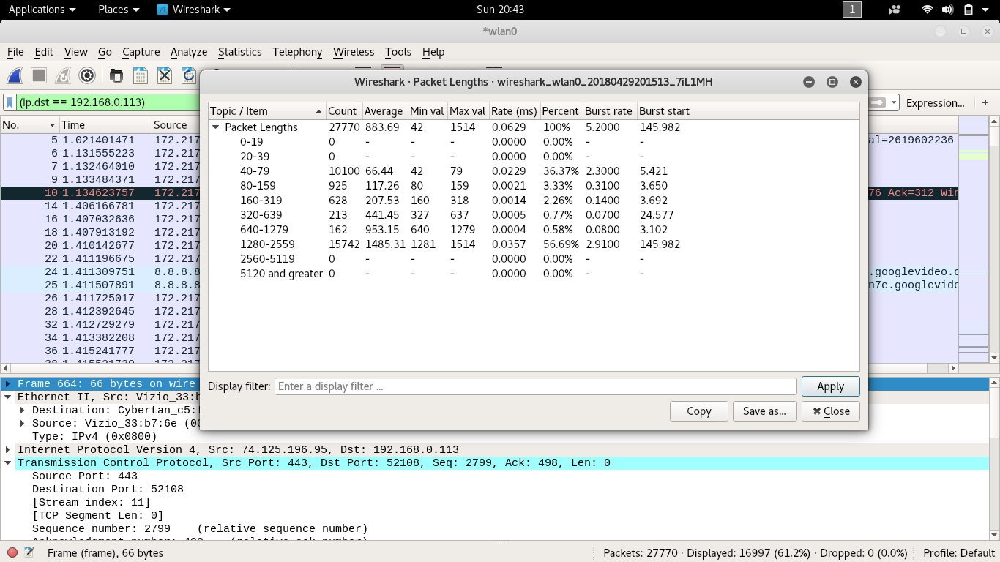 Applications Places Wireshark Sun 20:43 1
*wlan0
File Edit View Go Capture Analyze Statistics Telephony Wireless Tools Help
(ip.dst == 192.168.0.113) Expression... +
Wireshark · Packet Lengths · wireshark_wlan0_20180429201513_7iL1MH
Topic / Item Count Average Min val Max val Rate (ms) Percent Burst rate Burst start
Packet Lengths 27770 883.69 42 1514 0.0629 100% 5.2000 145.982
0-19 0 - - - 0.0000 0.00% - -
20-39 0 - - - 0.0000 0.00% - -
40-79 10100 66.44 42 79 0.0229 36.37% 2.3000 5.421
80-159 925 117.26 80 159 0.0021 3.33% 0.3100 3.650
160-319 628 207.53 160 318 0.0014 2.26% 0.1400 3.692
320-639 213 441.45 327 637 0.0005 0.77% 0.0700 24.577
640-1279 162 953.15 640 1279 0.0004 0.58% 0.0800 3.102
1280-2559 15742 1485.31 1281 1514 0.0357 56.69% 2.9100 145.982
2560-5119 0 - - - 0.0000 0.00% - -
5120 and greater 0 - - - 0.0000 0.00% - -
Display filter: Enter a display filter ... Apply
Copy Save as... Close
No. Time Source
5 1.021401471 172.217 al=2619602236
6 1.131555223 172.217
7 1.132464010 172.217
9 1.133484371 172.217
10 1.134623757 172.217 76 Ack=312 Win
14 1.406166781 172.217
16 1.407032636 172.217
18 1.407913192 172.217
20 1.410142677 172.217
22 1.411196675 172.217
24 1.411309751 8.8.8.8 .googlevideo.c
25 1.411507891 8.8.8.8 n7e.googlevideo
26 1.411725017 172.217
28 1.412392645 172.217
32 1.412729279 172.217
34 1.413382208 172.217
36 1.415241777 172.217
38 1.415521730 172.217
Frame 664: 66 bytes on wire
Ethernet II, Src: Vizio_33:b
Destination: Cybertan_c5:
Source: Vizio_33:b7:6e (00
Type: IPv4 (0x0800)
Internet Protocol Version 4, Src: 74.125.196.95, Dst: 192.168.0.113
Transmission Control Protocol, Src Port: 443, Dst Port: 52108, Seq: 2799, Ack: 498, Len: 0
Source Port: 443
Destination Port: 52108
[Stream index: 11]
[TCP Segment Len: 0]
Sequence number: 2799 (relative sequence number)
Acknowledgment number: 498 (relative ack number)
Frame (frame), 66 bytes Packets: 27770 · Displayed: 16997 (61.2%) · Dropped: 0 (0.0%) Profile: Default